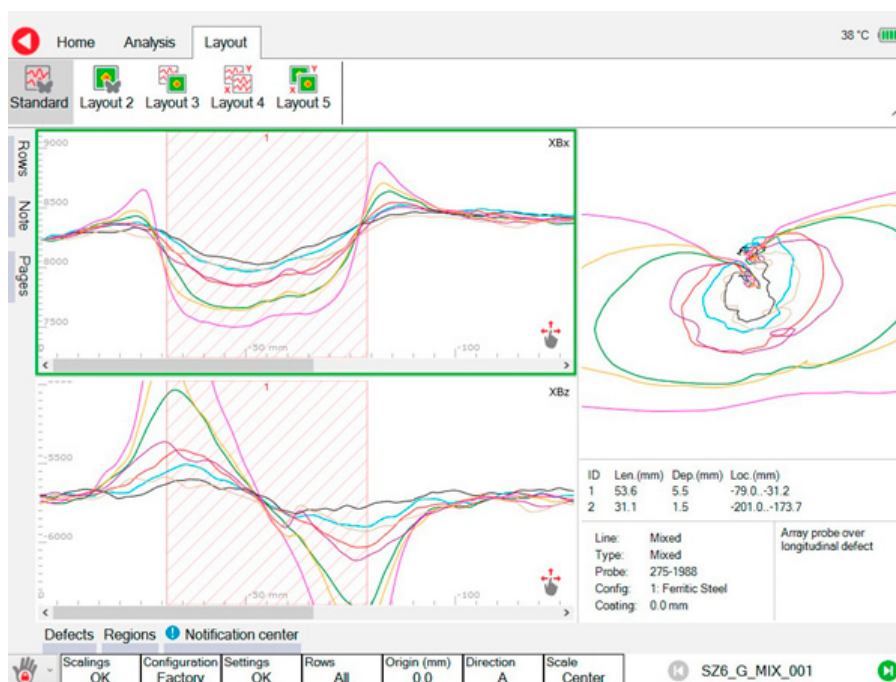 Home Analysis Layout 38 °C
Standard Layout 2 Layout 3 Layout 4 Layout 5
Rows
Note
Pages
1
XBx
9000
8500
8000
7500
-50 mm
-100
1
XBz
-5500
-6000
-50 mm
-100
ID Len.(mm) Dep.(mm) Loc.(mm)
1 53.6 5.5 -79.0..-31.2
2 31.1 1.5 -201.0..-173.7
Line: Mixed
Type: Mixed
Probe: 275-1988
Config: 1: Ferritic Steel
Coating: 0.0 mm
Array probe over
longitudinal defect
Defects Regions Notification center
Scalings Configuration Settings Rows Origin (mm) Direction Scale
OK Factory OK All 0.0 A Center
SZ6_G_MIX_001